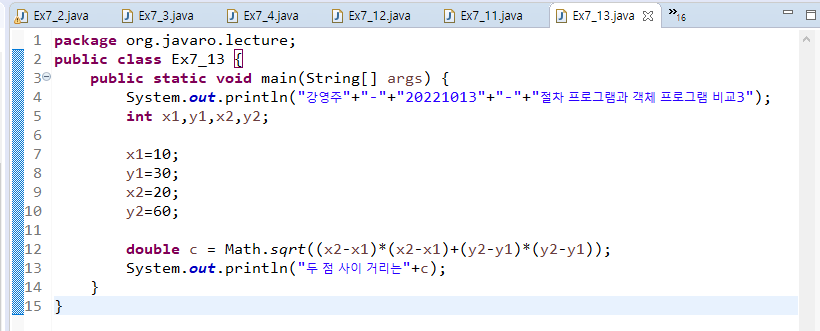 Ex7_2.java Ex7_3.java Ex7_4.java Ex7_12.java Ex7_11.java Ex7_13.java »16
1 package org.javaro.lecture;
2 public class Ex7_13 {
3 public static void main(String[] args) {
4 System.out.println("강영주"+"-"+"20221013"+"-"+"절차 프로그램과 객체 프로그램 비교3");
5 int x1,y1,x2,y2;
6
7 x1=10;
8 y1=30;
9 x2=20;
10 y2=60;
11
12 double c = Math.sqrt((x2-x1)*(x2-x1)+(y2-y1)*(y2-y1));
13 System.out.println("두 점 사이 거리는"+c);
14 }
15 }